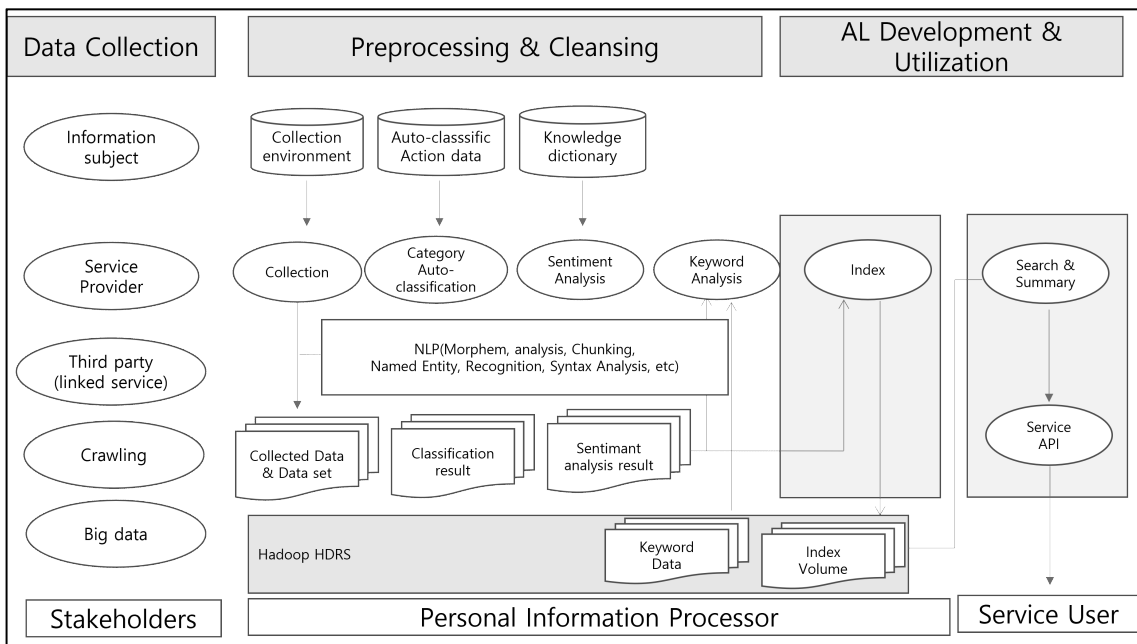 Data Collection
Preprocessing & Cleansing
AL Development &
Utilization
Information
subject
Collection
environment
Auto-classsific
Action data
Knowledge
dictionary
Service
Provider
Collection
Category
Auto-
classification
Sentiment
Analysis
Keyword
Analysis
Index
Search &
Summary
Third party
(linked service)
NLP(Morphem, analysis, Chunking,
Named Entity, Recognition, Syntax Analysis, etc)
Crawling
Collected Data
& Data set
Classification
result
Sentimant
analysis result
Service
API
Big data
Hadoop HDRS
Keyword
Data
Index
Volume
Stakeholders
Personal Information Processor
Service User